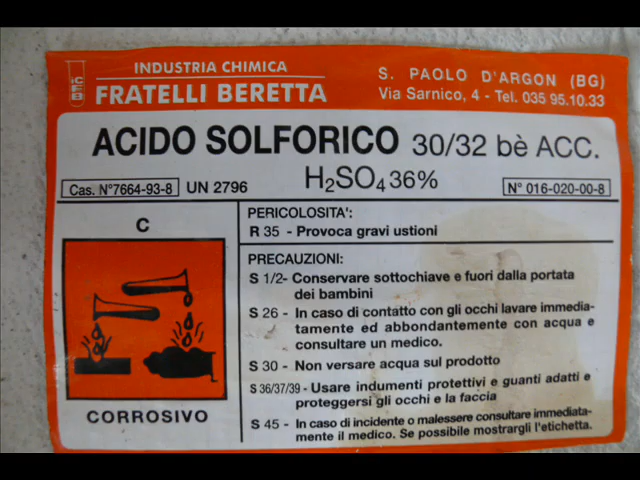 INDUSTRIA CHIMICA
FRATELLI BERETTA
S. PAOLO D'ARGON (BG)
Via Sarnico, 4 - Tel. 035 95.10.33
ACIDO SOLFORICO 30/32 bè ACC.
H₂SO₄ 36%
Cas. N°7664-93-8 UN 2796
N° 016-020-00-8
C
CORROSIVO
PERICOLOSITA':
R 35 - Provoca gravi ustioni
PRECAUZIONI:
S 1/2- Conservare sottochiave e fuori dalla portata
dei bambini
S 26 - In caso di contatto con gli occhi lavare immedia-
tamente ed abbondantemente con acqua e
consultare un medico.
S 30 - Non versare acqua sul prodotto
S 36/37/39 - Usare indumenti protettivi e guanti adatti e
proteggersi gli occhi e la faccia
S 45 - In caso di incidente o malessere consultare immediata-
mente il medico. Se possibile mostrargli l'etichetta.